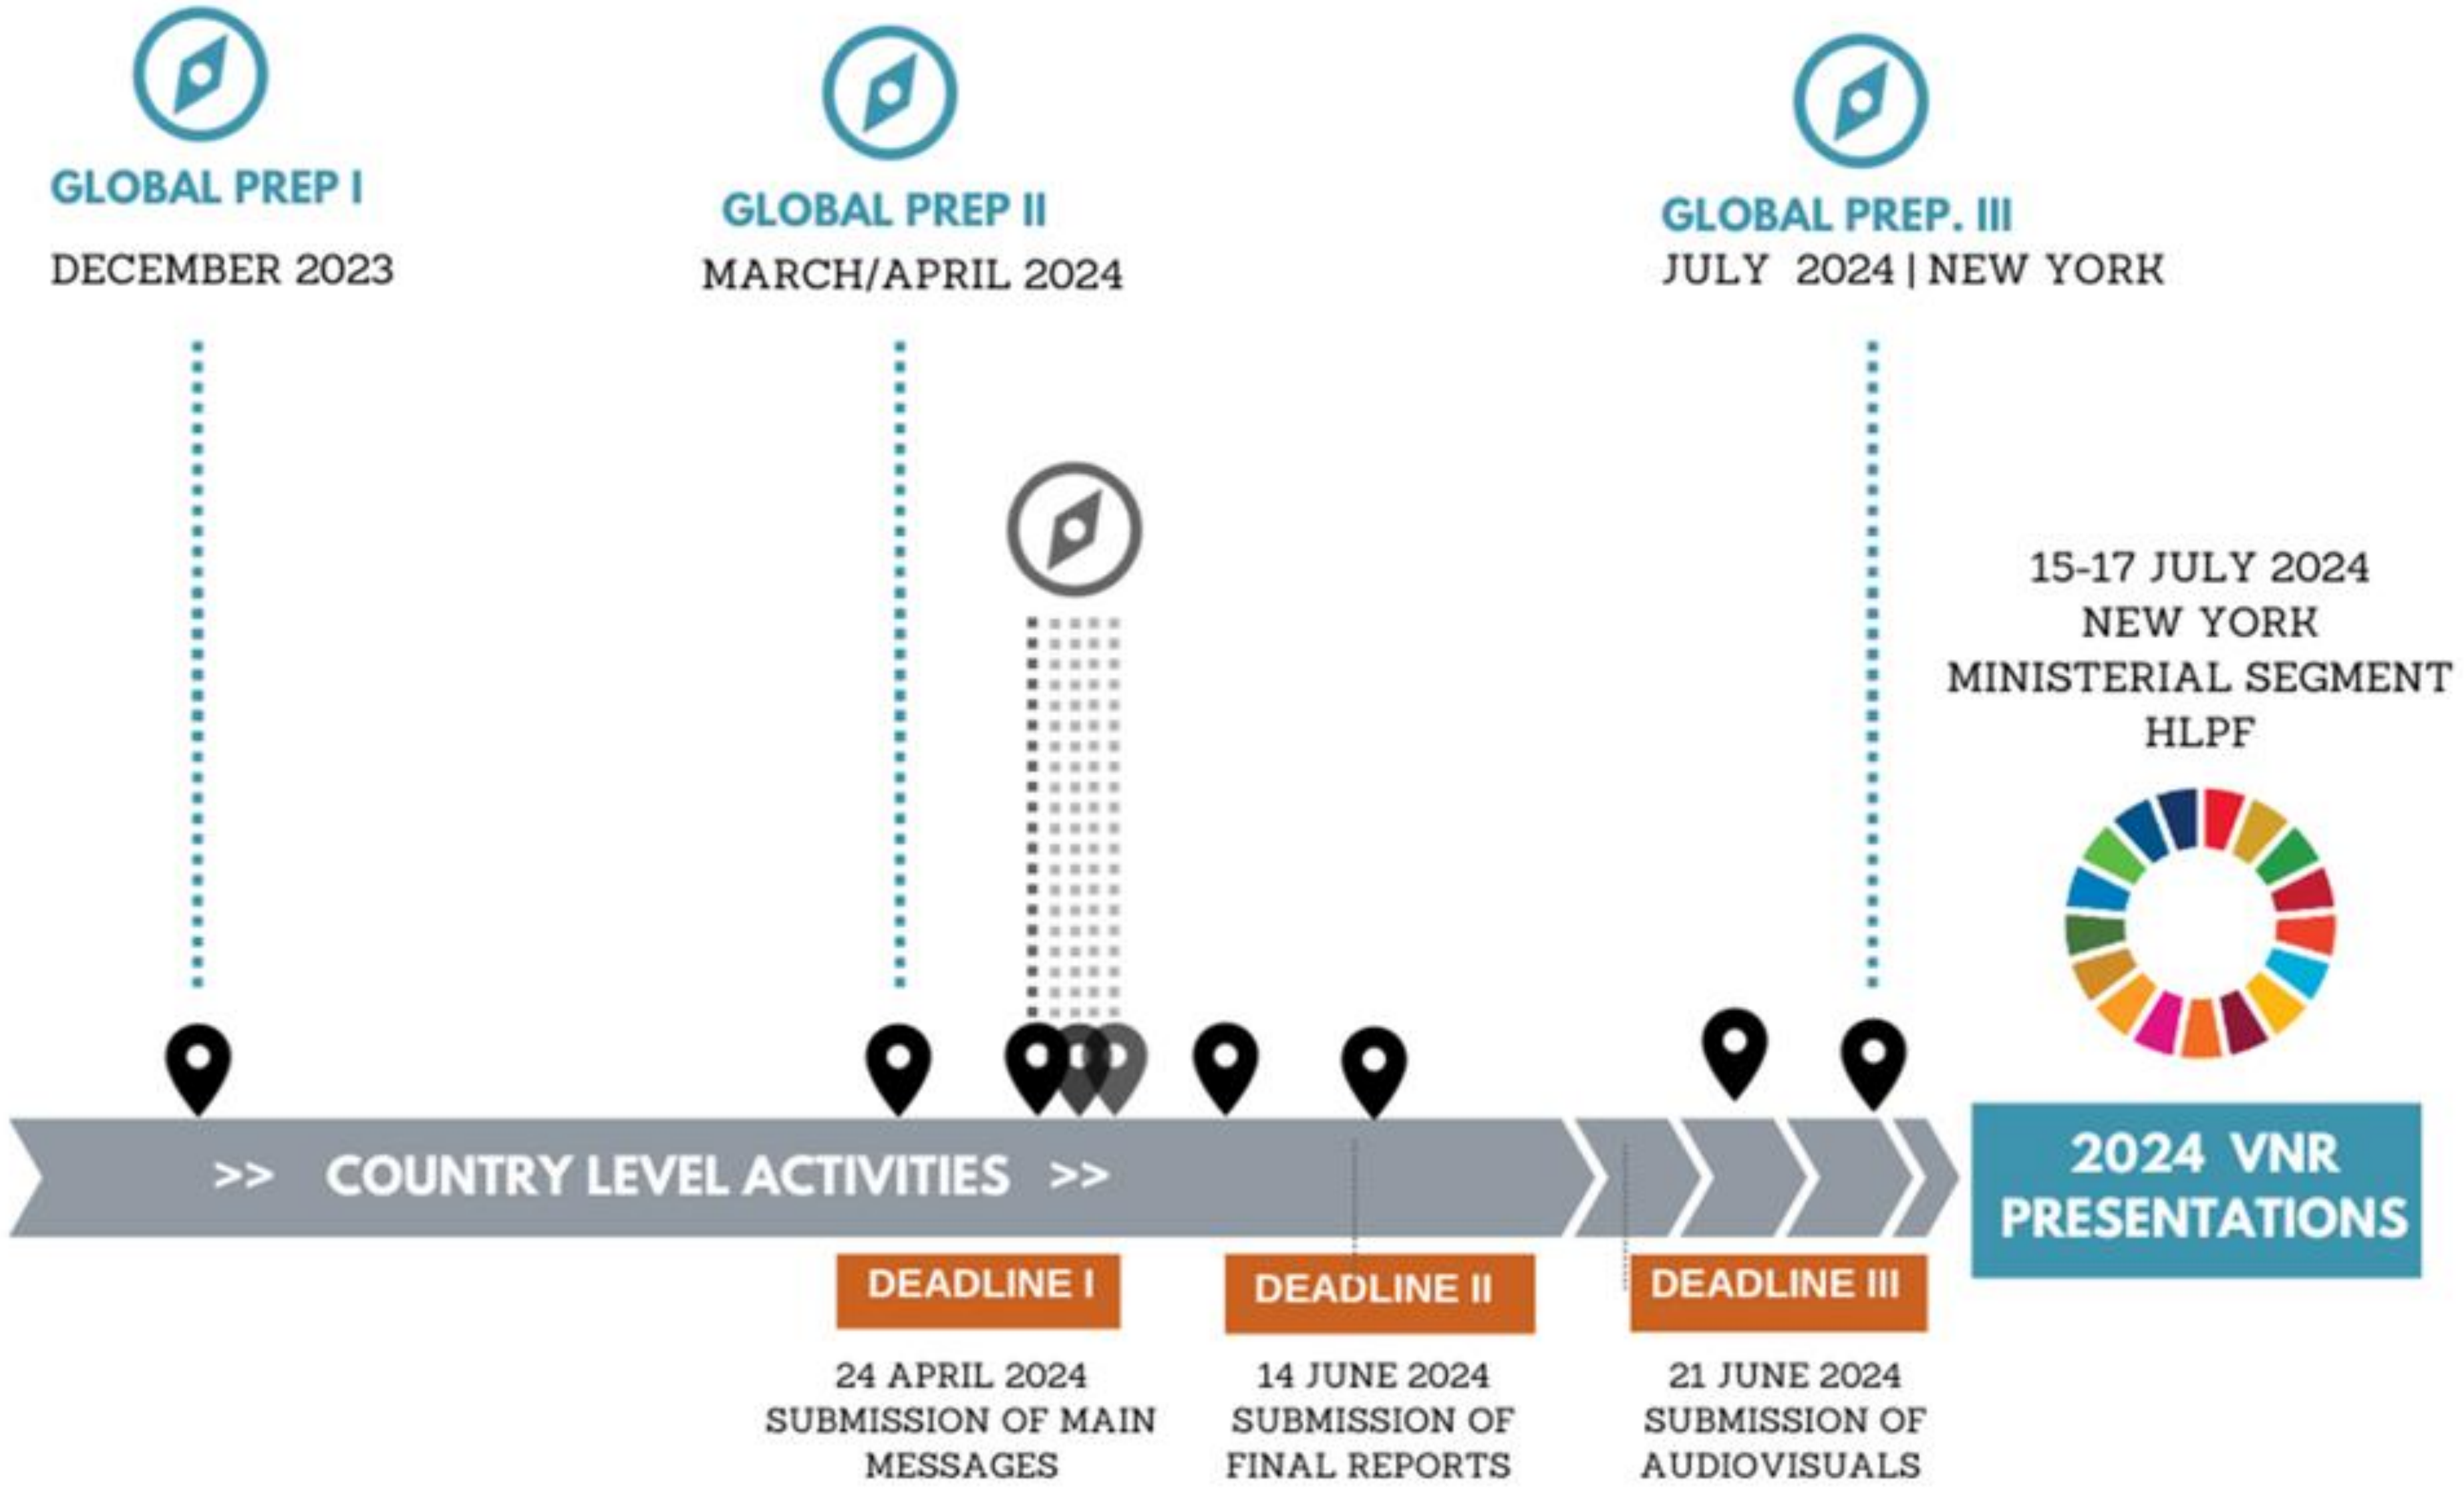 GLOBAL PREP I
DECEMBER 2023
GLOBAL PREP II
MARCH/APRIL 2024
GLOBAL PREP. III
JULY 2024 | NEW YORK
15-17 JULY 2024
NEW YORK
MINISTERIAL SEGMENT
HLPF
>> COUNTRY LEVEL ACTIVITIES >>
2024 VNR
PRESENTATIONS
DEADLINE I
24 APRIL 2024
SUBMISSION OF MAIN
MESSAGES
DEADLINE II
14 JUNE 2024
SUBMISSION OF
FINAL REPORTS
DEADLINE III
21 JUNE 2024
SUBMISSION OF
AUDIOVISUALS